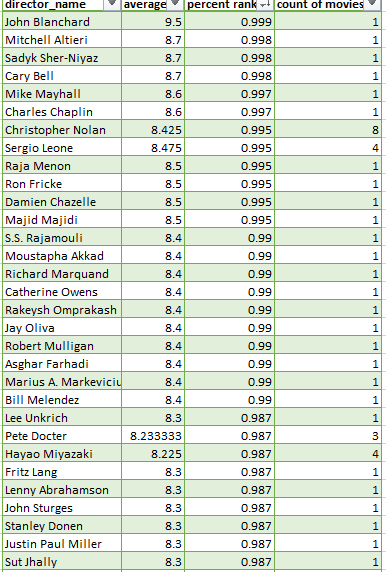 director_name average percent rank count of movies
John Blanchard 9.5 0.999 1
Mitchell Altieri 8.7 0.998 1
Sadyk Sher-Niyaz 8.7 0.998 1
Cary Bell 8.7 0.998 1
Mike Mayhall 8.6 0.997 1
Charles Chaplin 8.6 0.997 1
Christopher Nolan 8.425 0.995 8
Sergio Leone 8.475 0.995 4
Raja Menon 8.5 0.995 1
Ron Fricke 8.5 0.995 1
Damien Chazelle 8.5 0.995 1
Majid Majidi 8.5 0.995 1
S.S. Rajamouli 8.4 0.99 1
Moustapha Akkad 8.4 0.99 1
Richard Marquand 8.4 0.99 1
Catherine Owens 8.4 0.99 1
Rakeysh Omprakash 8.4 0.99 1
Jay Oliva 8.4 0.99 1
Robert Mulligan 8.4 0.99 1
Asghar Farhadi 8.4 0.99 1
Marius A. Markeviciu 8.4 0.99 1
Bill Melendez 8.4 0.99 1
Lee Unkrich 8.3 0.987 1
Pete Docter 8.233333 0.987 3
Hayao Miyazaki 8.225 0.987 4
Fritz Lang 8.3 0.987 1
Lenny Abrahamson 8.3 0.987 1
John Sturges 8.3 0.987 1
Stanley Donen 8.3 0.987 1
Justin Paul Miller 8.3 0.987 1
Sut Jhally 8.3 0.987 1